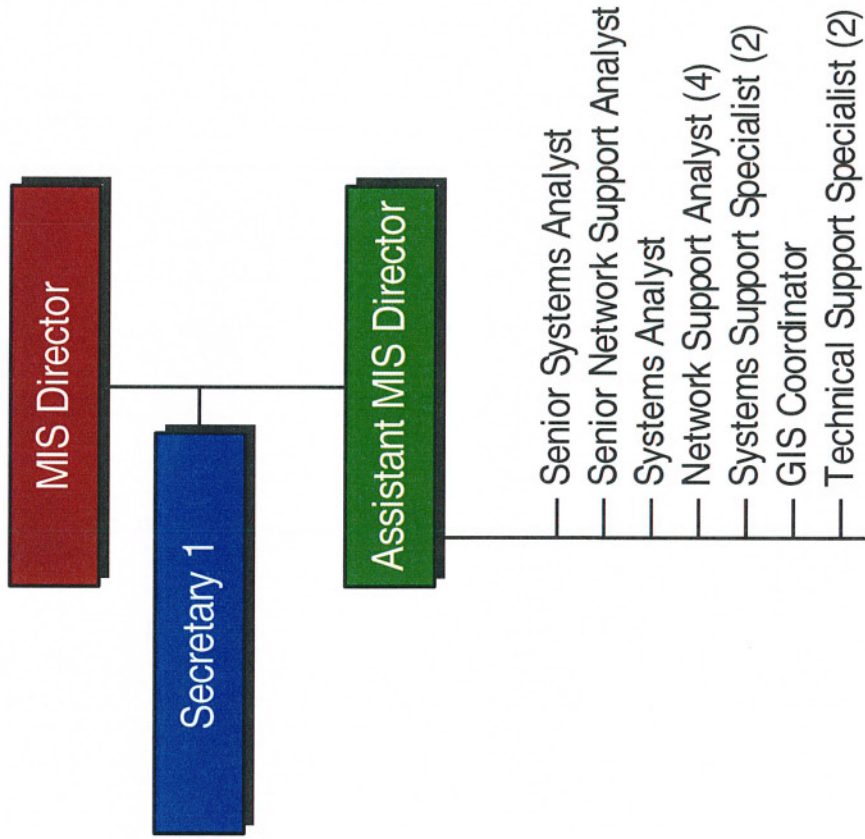 MIS Director
Secretary 1
Assistant MIS Director
Senior Systems Analyst
Senior Network Support Analyst
Systems Analyst
Network Support Analyst (4)
Systems Support Specialist (2)
GIS Coordinator
Technical Support Specialist (2)